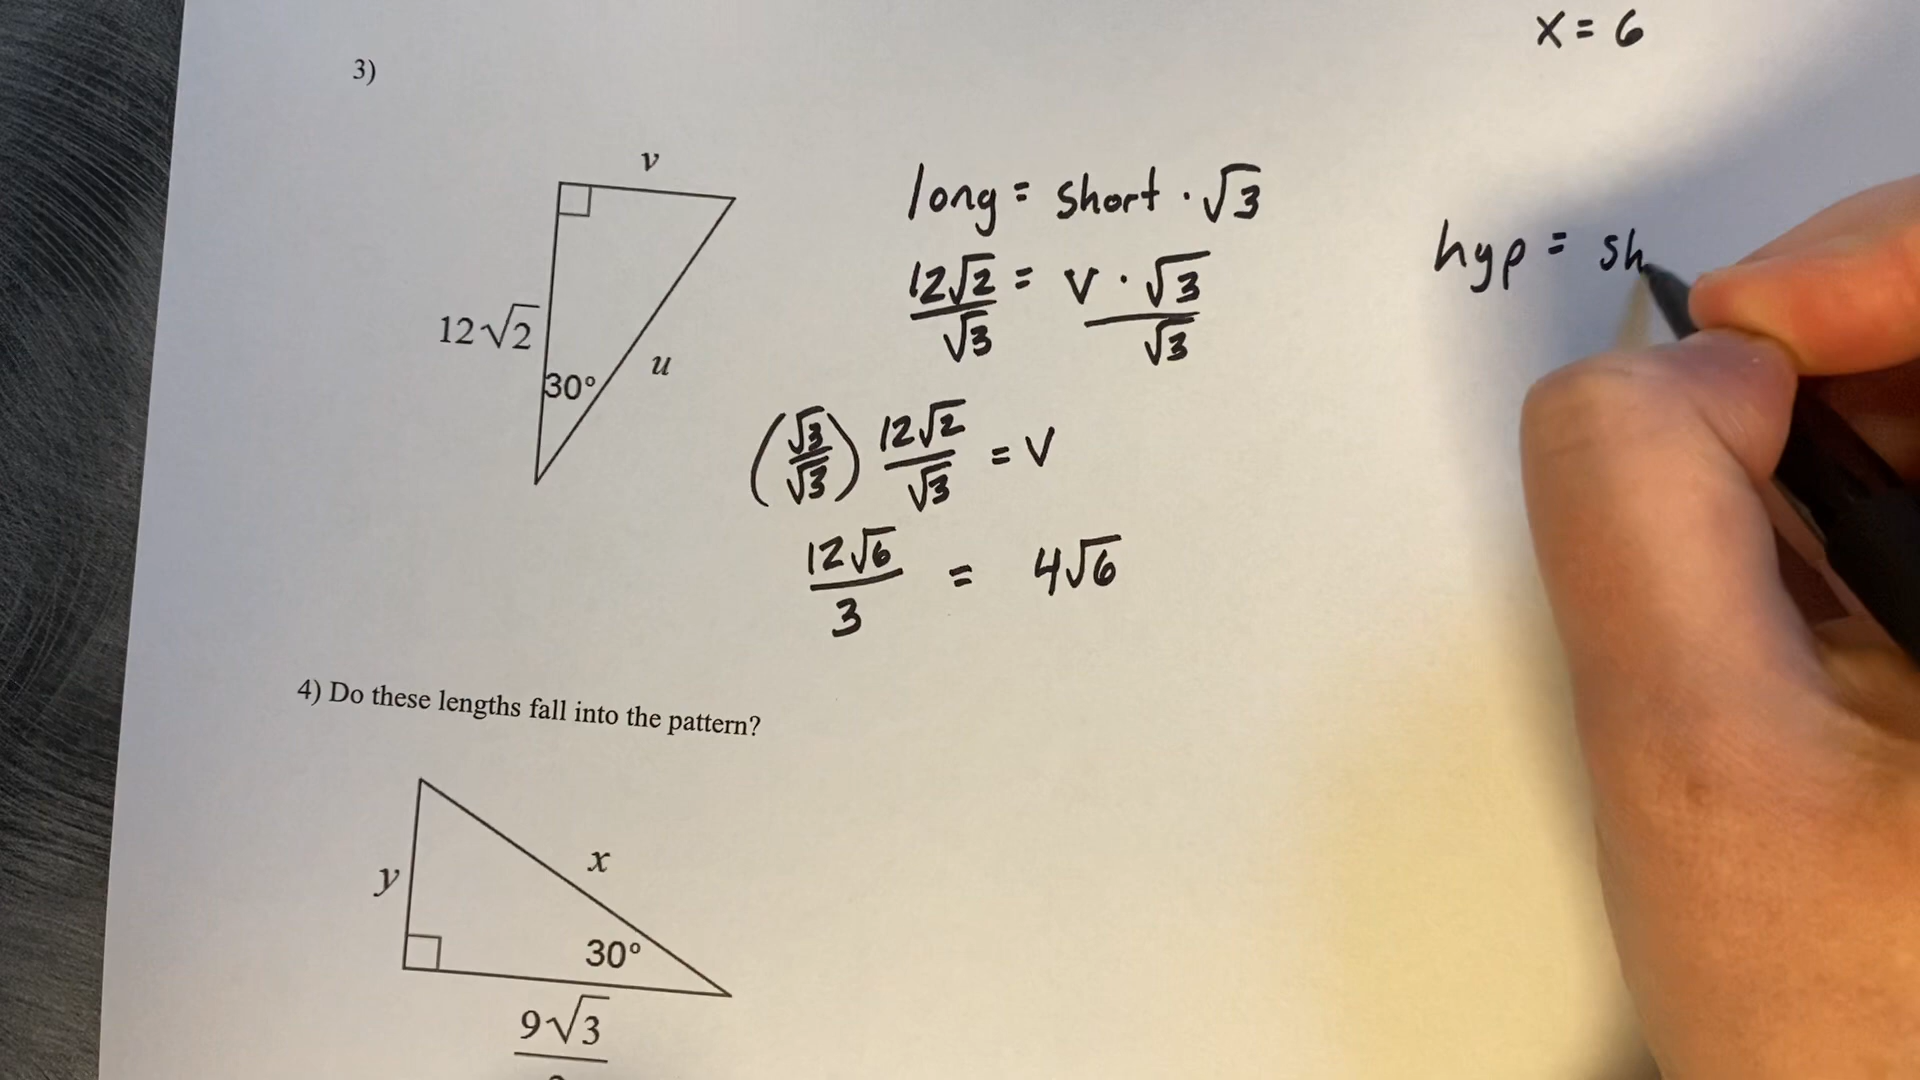 x = 6
3)
v
12√2
30°
u
long = short · √3
12√2/√3 = v · √3/√3
(√3/√3) 12√2/√3 = v
12√6/3 = 4√6
hyp = sh
4) Do these lengths fall into the pattern?
y
x
30°
9√3